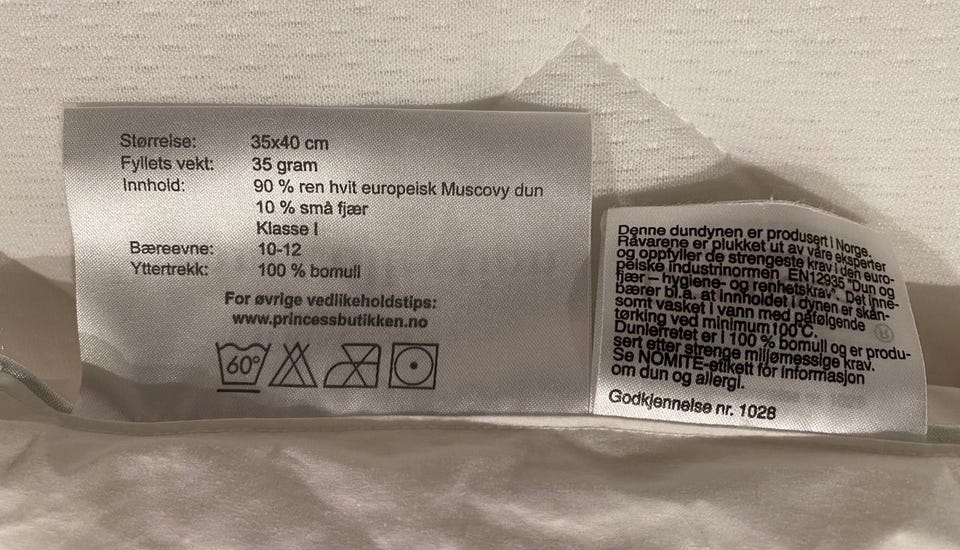 Størrelse: 35x40 cm
Fyllets vekt: 35 gram
Innhold: 90 % ren hvit europeisk Muscovy dun
10 % små fjær
Klasse I
Bæreevne: 10-12
Yttertrekk: 100 % bomull
For øvrige vedlikeholdstips:
www.princessbutikken.no
60°
Denne dundynen er produsert i Norge.
Råvarene er plukket ut av våre eksperter
og oppfyller de strengeste krav i den euro-
peiske industrinormen EN12935 "Dun og
fjær – hygiene- og renhetskrav". Det inne-
bærer bl.a. at innholdet i dynen er skån-
somt vasket i vann med påfølgende
tørking ved minimum 100°C.
Dunlerretet er i 100 % bomull og er produ-
sert etter strenge miljømessige krav.
Se NOMITE-etikett for informasjon
om dun og allergi.
Godkjennelse nr. 1028